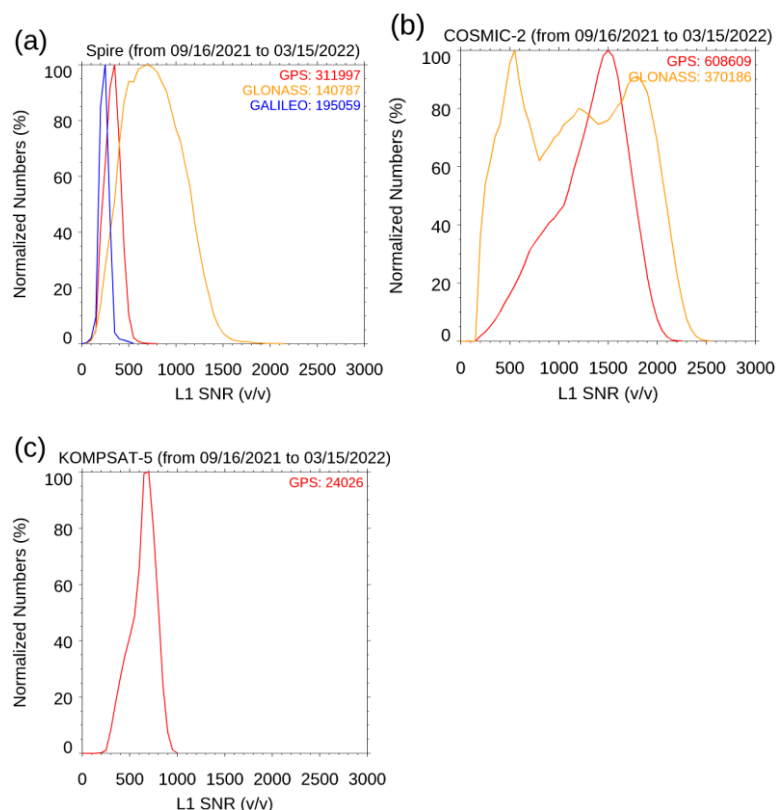 (a)
Spire (from 09/16/2021 to 03/15/2022)
GPS: 311997
GLONASS: 140787
GALILEO: 195059
Normalized Numbers (%)
100
80
60
40
20
0
0 500 1000 1500 2000 2500 3000
L1 SNR (v/v)
(b)
COSMIC-2 (from 09/16/2021 to 03/15/2022)
GPS: 608609
GLONASS: 370186
Normalized Numbers (%)
100
80
60
40
20
0
0 500 1000 1500 2000 2500 3000
L1 SNR (v/v)
(c)
KOMPSAT-5 (from 09/16/2021 to 03/15/2022)
GPS: 24026
Normalized Numbers (%)
100
80
60
40
20
0
0 500 1000 1500 2000 2500 3000
L1 SNR (v/v)